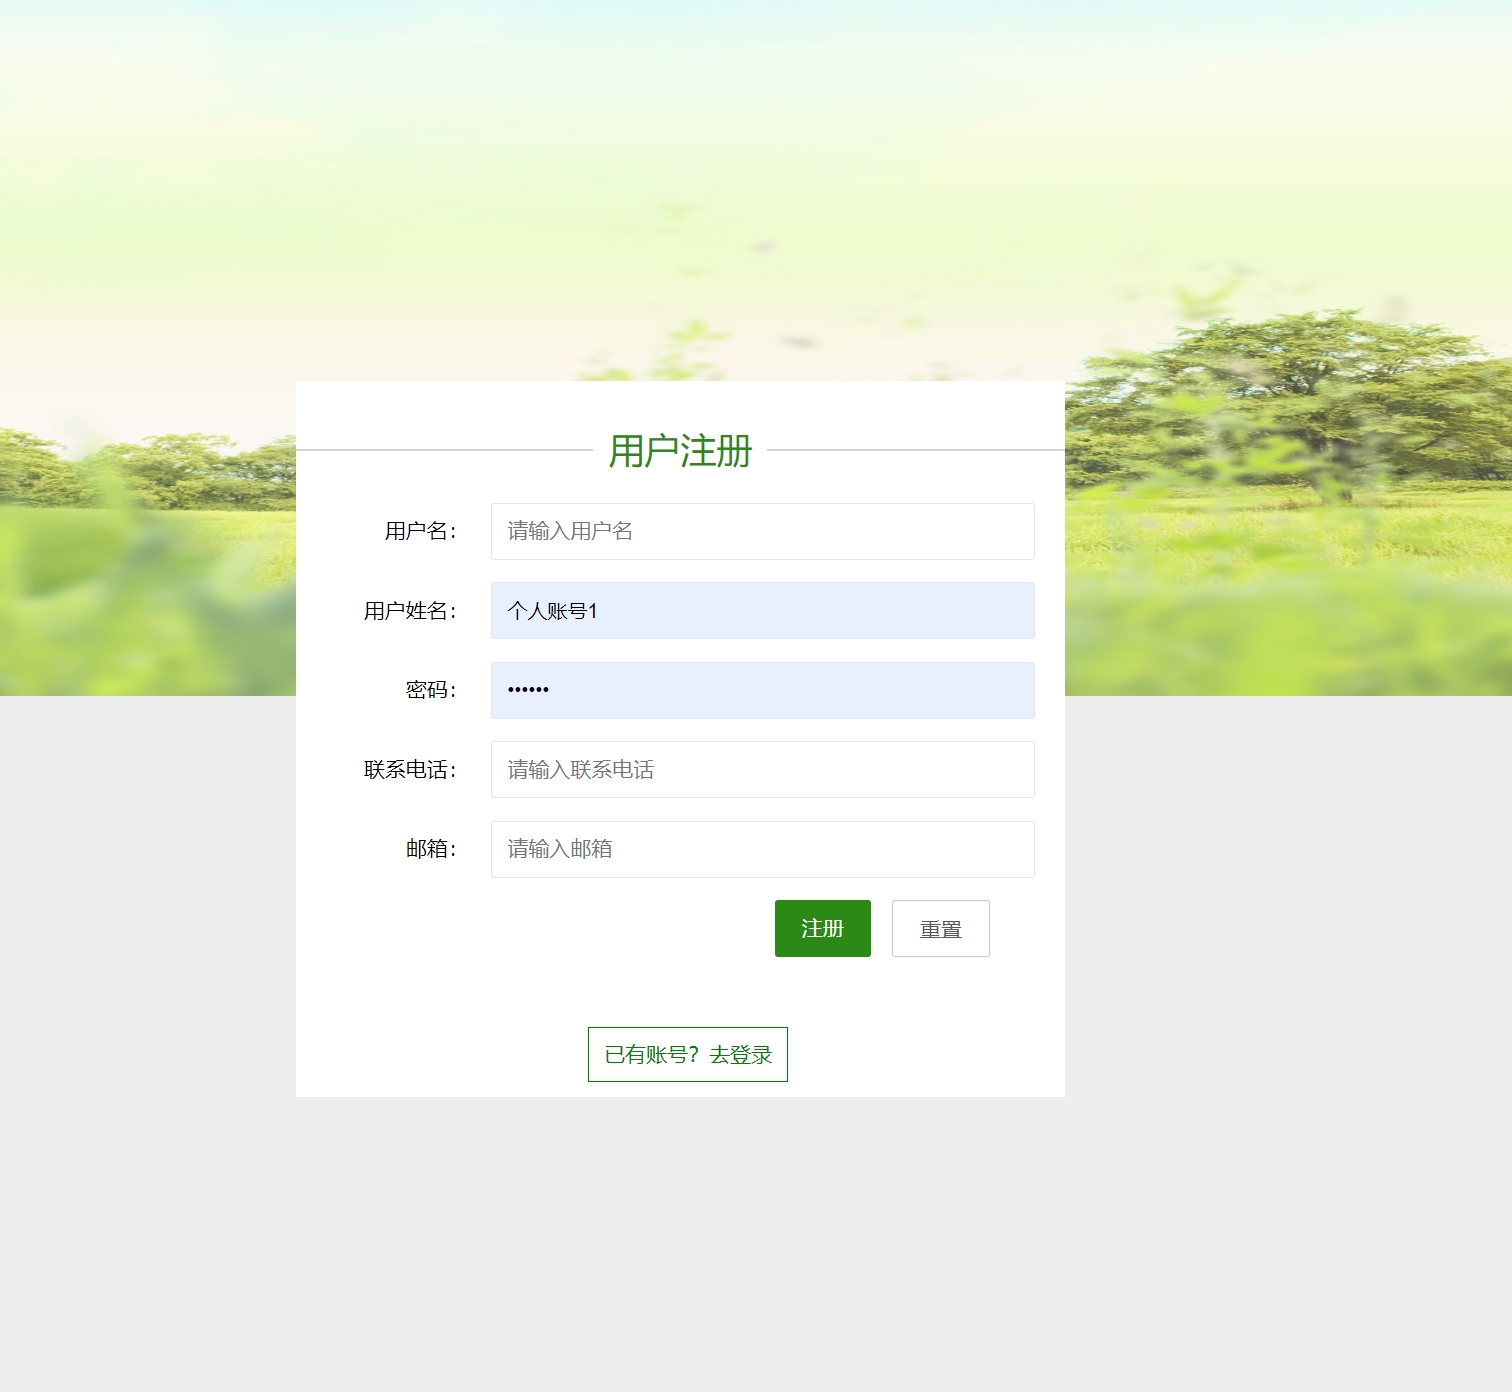 用户注册
用户名： 请输入用户名
用户姓名： 个人账号1
密码： ••••••
联系电话： 请输入联系电话
邮箱： 请输入邮箱
注册 重置
已有账号？去登录